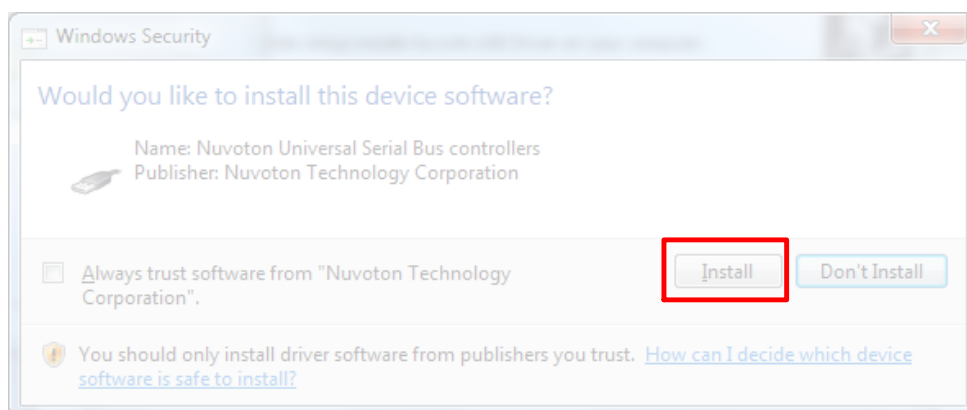 Windows Security
Would you like to install this device software?
Name: Nuvoton Universal Serial Bus controllers
Publisher: Nuvoton Technology Corporation
Always trust software from "Nuvoton Technology
Corporation".
Install
Don't Install
You should only install driver software from publishers you trust. How can I decide which device
software is safe to install?